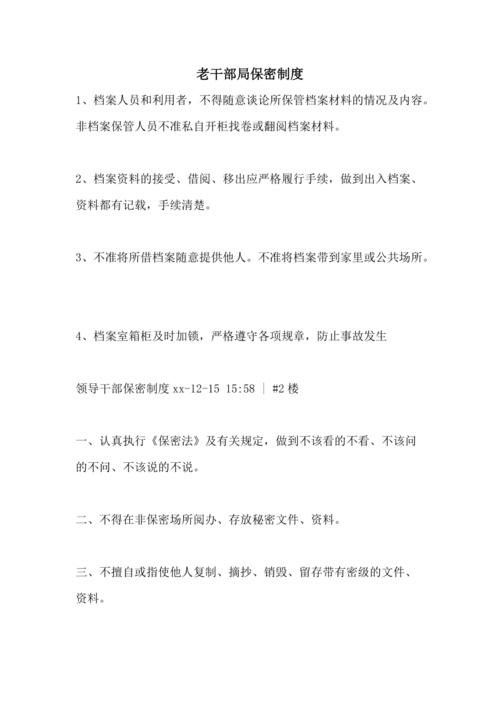 老干部局保密制度
1、档案人员和利用者，不得随意谈论所保管档案材料的情况及内容。
非档案保管人员不准私自开柜找卷或翻阅档案材料。
2、档案资料的接受、借阅、移出应严格履行手续，做到出入档案、
资料都有记载，手续清楚。
3、不准将所借档案随意提供他人。不准将档案带到家里或公共场所。
4、档案室箱柜及时加锁，严格遵守各项规章，防止事故发生
领导干部保密制度 xx-12-15 15:58 | #2 楼
一、认真执行《保密法》及有关规定，做到不该看的不看、不该问
的不问、不该说的不说。
二、不得在非保密场所阅办、存放秘密文件、资料。
三、不擅自或指使他人复制、摘抄、销毁、留存带有密级的文件、
资料。